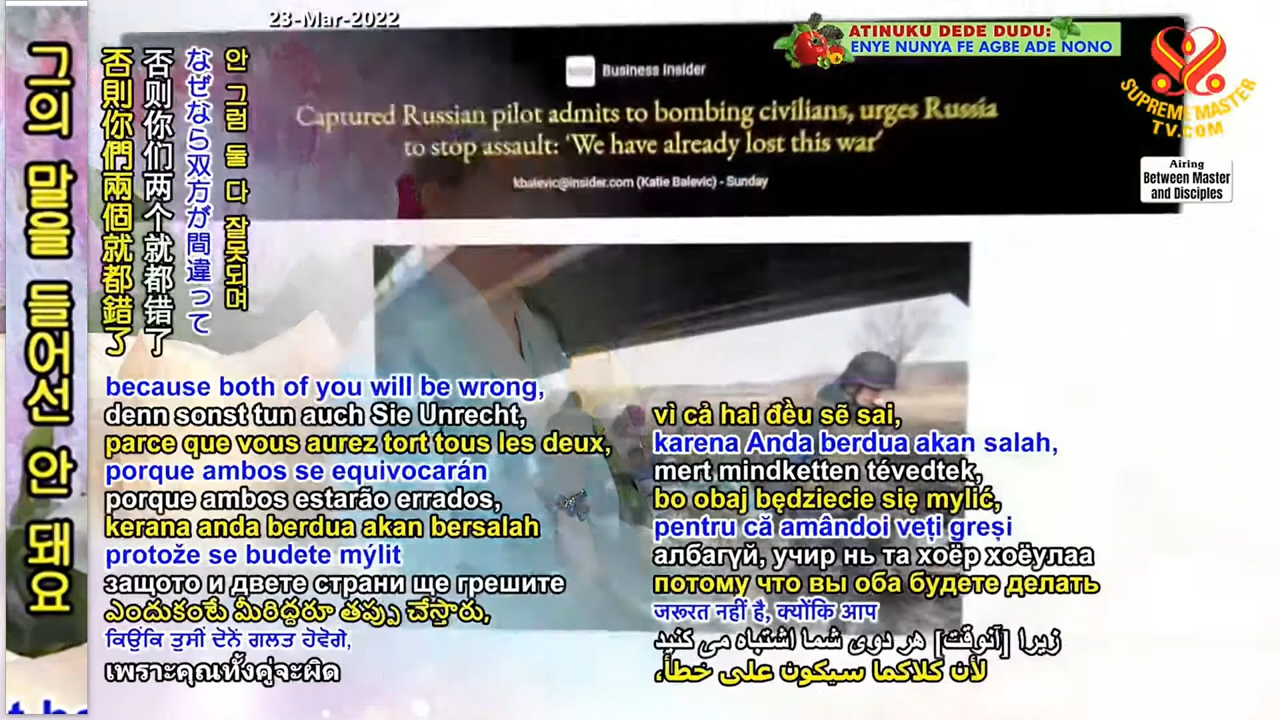 23-Mar-2022
ATINUKU DEDE DUDU:
ENYE NUNYA FE AGBE ADE NONO
SUPREME MASTER
TV.COM
Airing
Between Master
and Disciples
Business Insider
Captured Russian pilot admits to bombing civilians, urges Russia
to stop assault: 'We have already lost this war'
kbalevic@insider.com (Katie Balevic) - Sunday
그의 말을 들어선 안 돼요
否則你們兩個就都錯了
否则你们两个就都错了
なぜなら双方が間違って
안 그럼 둘 다 잘못되며
because both of you will be wrong,
denn sonst tun auch Sie Unrecht,
parce que vous aurez tort tous les deux,
porque ambos se equivocarán
porque ambos estarão errados,
kerana anda berdua akan bersalah
protože se budete mýlit
защото и двете страни ще грешите
ఎందుకంటే మీరిద్దరూ తప్పు చేస్తారు,
ਕਿਉਂਕਿ ਤੁਸੀਂ ਦੋਨੋਂ ਗਲਤ ਹੋਵੋਗੇ,
เพราะคุณทั้งคู่จะผิด
vì cả hai đều sẽ sai,
karena Anda berdua akan salah,
mert mindketten tévedtek,
bo obaj będziecie się mylić,
pentru că amândoi veți greși
албагүй, учир нь та хоёр хоёулаа
потому что вы оба будете делать
जरूरत नहीं है, क्योंकि आप
زیرا [آنوقت] هر دوی شما اشتباه می کنید
لأن كلاكما سيكون على خطأ،